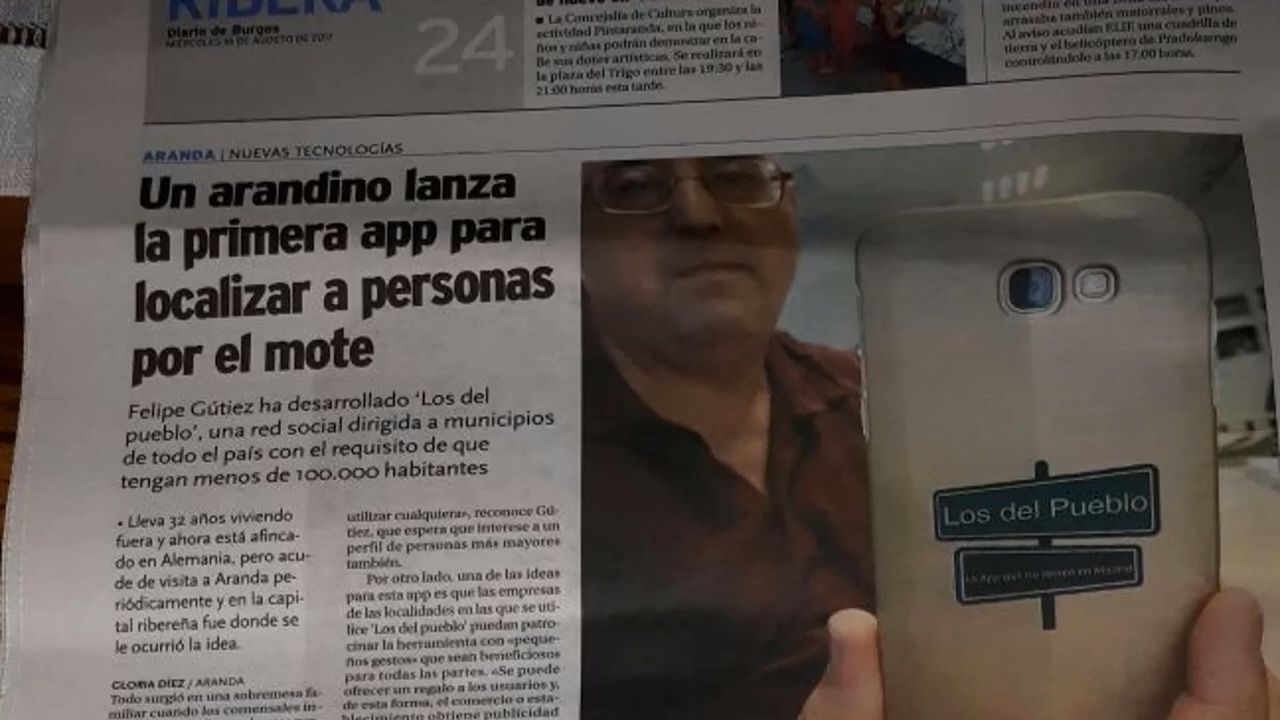 RIBERA
Diario de Burgos
24
■ La Concejalía de Cultura organiza la
actividad Pintaranda, en la que los ni-
ños y niñas podrán demostrar en la ca-
lle sus dotes artísticas. Se realizará en
la plaza del Trigo entre las 19:30 y las
21:00 horas esta tarde.
arrasaba también matorrales y pinos.
Al aviso acudían ELIF, una cuadrilla de
tierra y el helicóptero de Pradoluengo
controlándolo a las 17.00 horas.
ARANDA | NUEVAS TECNOLOGÍAS
Un arandino lanza
la primera app para
localizar a personas
por el mote
Felipe Gútiez ha desarrollado ‘Los del
pueblo’, una red social dirigida a municipios
de todo el país con el requisito de que
tengan menos de 100.000 habitantes
• Lleva 32 años viviendo
fuera y ahora está afinca-
do en Alemania, pero acu-
de de visita a Aranda pe-
riódicamente y en la capi-
tal ribereña fue donde se
le ocurrió la idea.
GLORIA DÍEZ / ARANDA
Todo surgió en una sobremesa fa-
miliar cuando los comensales in-
utilizar cualquiera», reconoce Gú-
tiez, que espera que interese a un
perfil de personas más mayores
también.
Por otro lado, una de las ideas
para esta app es que las empresas
de las localidades en las que se uti-
lice ‘Los del pueblo’ puedan patro-
cinar la herramienta con «peque-
ños gestos» que sean beneficiosos
para todas las partes. «Se puede
ofrecer un regalo a los usuarios y,
de esta forma, el comercio o esta-
blecimiento obtiene publicidad
Los del Pueblo